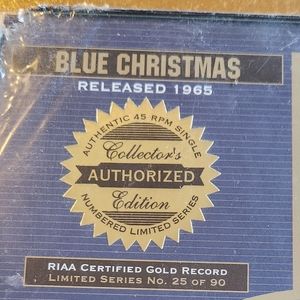 BLUE CHRISTMAS
RELEASED 1965
AUTHENTIC 45 RPM SINGLE
Collector's
AUTHORIZED
Edition
NUMBERED LIMITED SERIES
RIAA CERTIFIED GOLD RECORD
LIMITED SERIES NO. 25 OF 90